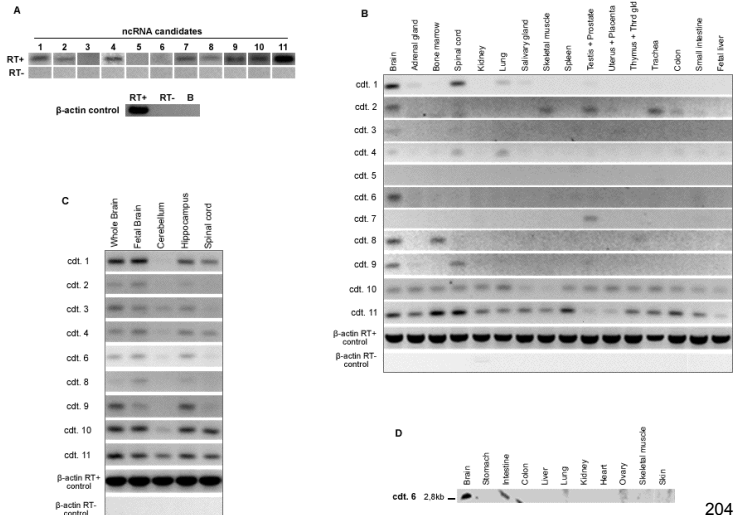 A
ncRNA candidates
1 2 3 4 5 6 7 8 9 10 11
RT+
RT-
RT+ RT- B
β-actin control
B
Brain
Adrenal gland
Bone marrow
Spinal cord
Kidney
Lung
Salivary gland
Skeletal muscle
Spleen
Testis + Prostate
Uterus + Placenta
Thymus + Thrd gld
Trachea
Colon
Small intestine
Fetal liver
cdt. 1
cdt. 2
cdt. 3
cdt. 4
cdt. 5
cdt. 6
cdt. 7
cdt. 8
cdt. 9
cdt. 10
cdt. 11
β-actin RT+
control
β-actin RT-
control
C
Whole Brain
Fetal Brain
Cerebellum
Hippocampus
Spinal cord
cdt. 1
cdt. 2
cdt. 3
cdt. 4
cdt. 6
cdt. 8
cdt. 9
cdt. 10
cdt. 11
β-actin RT+
control
β-actin RT-
control
D
Brain
Stomach
Intestine
Colon
Liver
Lung
Kidney
Heart
Ovary
Skeletal muscle
Skin
cdt. 6 2,8kb
204